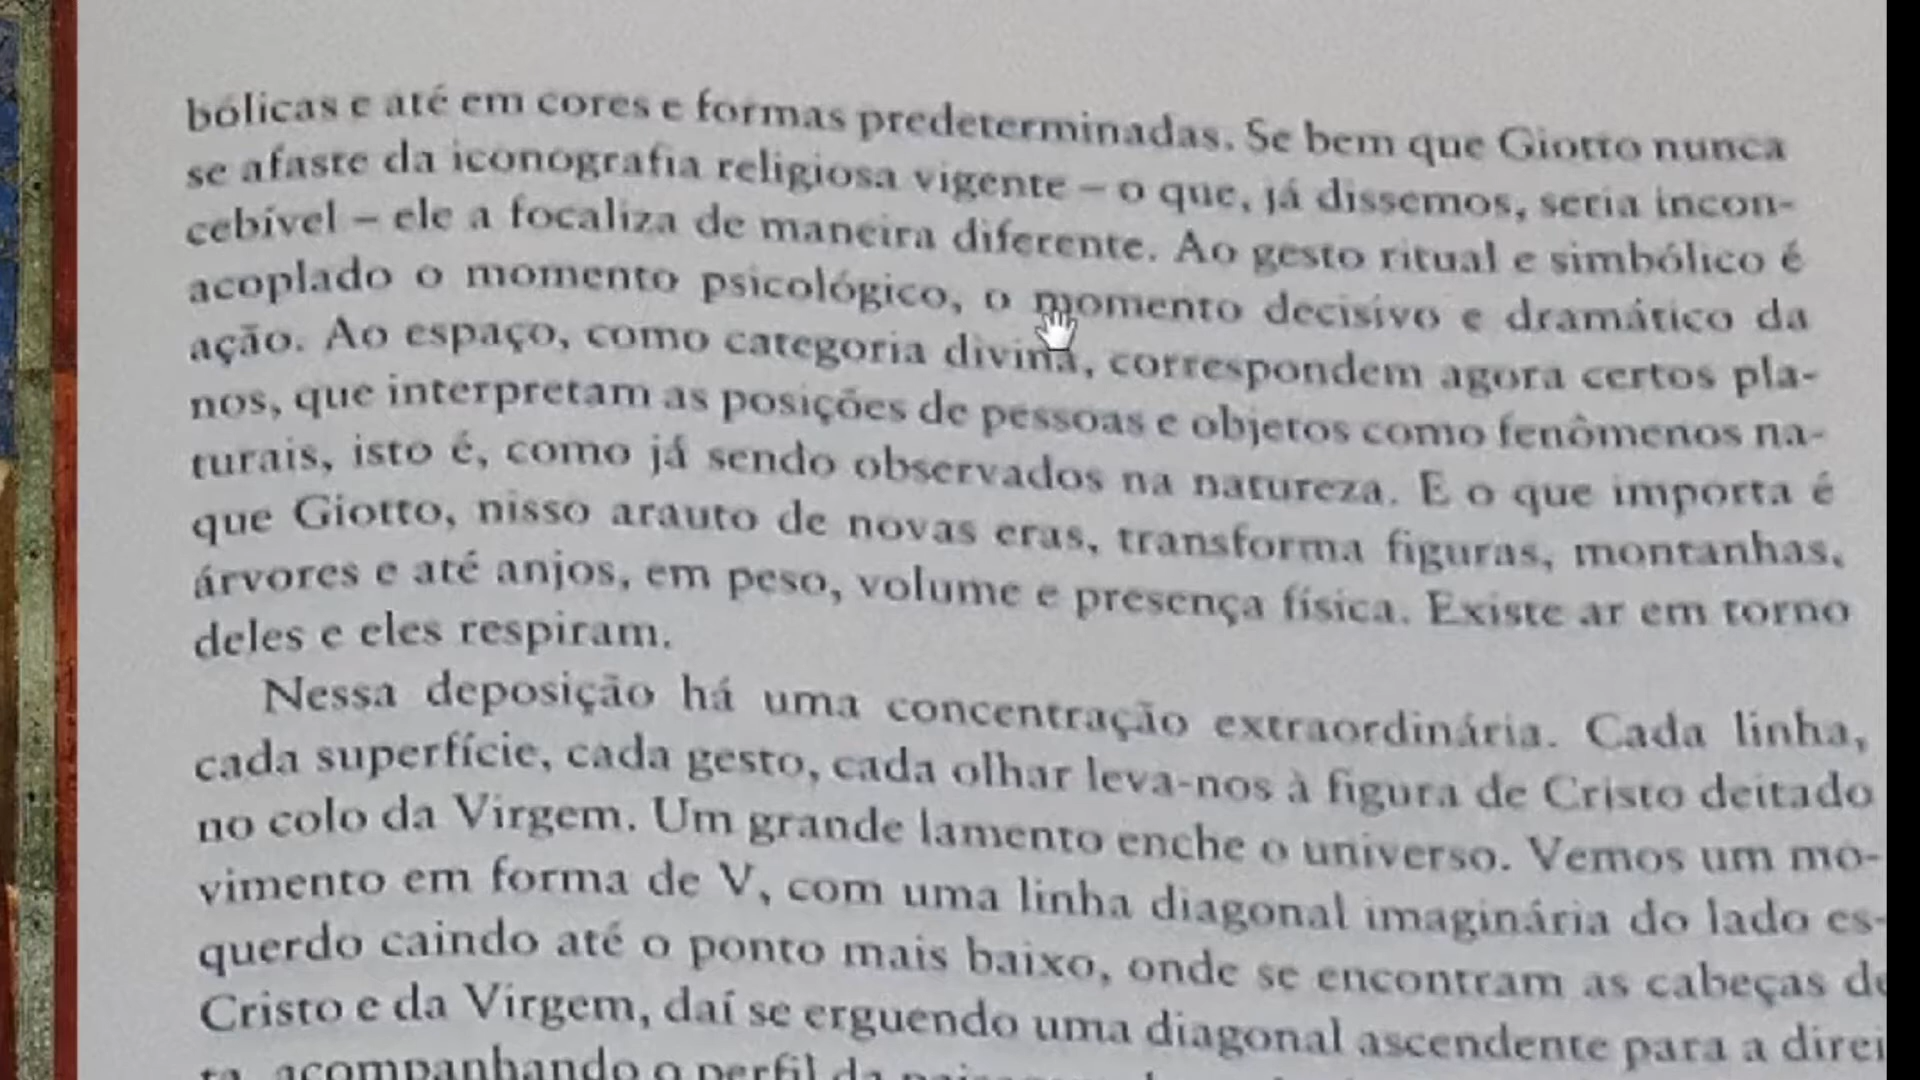 bólicas e até em cores e formas predeterminadas. Se bem que Giotto nunca
se afaste da iconografia religiosa vigente – o que, já dissemos, seria incon-
cebível – ele a focaliza de maneira diferente. Ao gesto ritual e simbólico é
acoplado o momento psicológico, o momento decisivo e dramático da
ação. Ao espaço, como categoria divina, correspondem agora certos pla-
nos, que interpretam as posições de pessoas e objetos como fenômenos na-
turais, isto é, como já sendo observados na natureza. E o que importa é
que Giotto, nisso arauto de novas eras, transforma figuras, montanhas,
árvores e até anjos, em peso, volume e presença física. Existe ar em torno
deles e eles respiram.
Nessa deposição há uma concentração extraordinária. Cada linha,
cada superfície, cada gesto, cada olhar leva-nos à figura de Cristo deitado
no colo da Virgem. Um grande lamento enche o universo. Vemos um mo-
vimento em forma de V, com uma linha diagonal imaginária do lado es-
querdo caindo até o ponto mais baixo, onde se encontram as cabeças de
Cristo e da Virgem, daí se erguendo uma diagonal ascendente para a direi
ta, acompanhando o perfil da